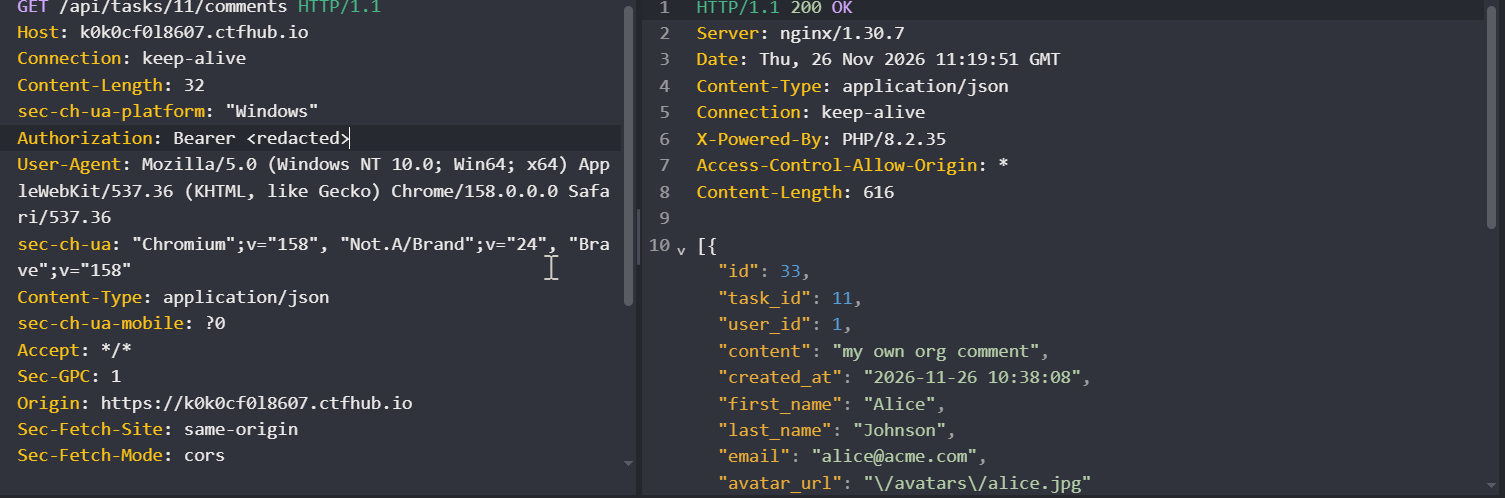 GET /api/tasks/11/comments HTTP/1.1
Host: k0k0cf0l8607.ctfhub.io
Connection: keep-alive
Content-Length: 32
sec-ch-ua-platform: "Windows"
Authorization: Bearer <redacted>
User-Agent: Mozilla/5.0 (Windows NT 10.0; Win64; x64) App
leWebKit/537.36 (KHTML, like Gecko) Chrome/158.0.0.0 Safa
ri/537.36
sec-ch-ua: "Chromium";v="158", "Not.A/Brand";v="24", "Bra
ve";v="158"
Content-Type: application/json
sec-ch-ua-mobile: ?0
Accept: */*
Sec-GPC: 1
Origin: https://k0k0cf0l8607.ctfhub.io
Sec-Fetch-Site: same-origin
Sec-Fetch-Mode: cors
1 HTTP/1.1 200 OK
2 Server: nginx/1.30.7
3 Date: Thu, 26 Nov 2026 11:19:51 GMT
4 Content-Type: application/json
5 Connection: keep-alive
6 X-Powered-By: PHP/8.2.35
7 Access-Control-Allow-Origin: *
8 Content-Length: 616
9
10 [{
"id": 33,
"task_id": 11,
"user_id": 1,
"content": "my own org comment",
"created_at": "2026-11-26 10:38:08",
"first_name": "Alice",
"last_name": "Johnson",
"email": "alice@acme.com",
"avatar_url": "\/avatars\/alice.jpg"